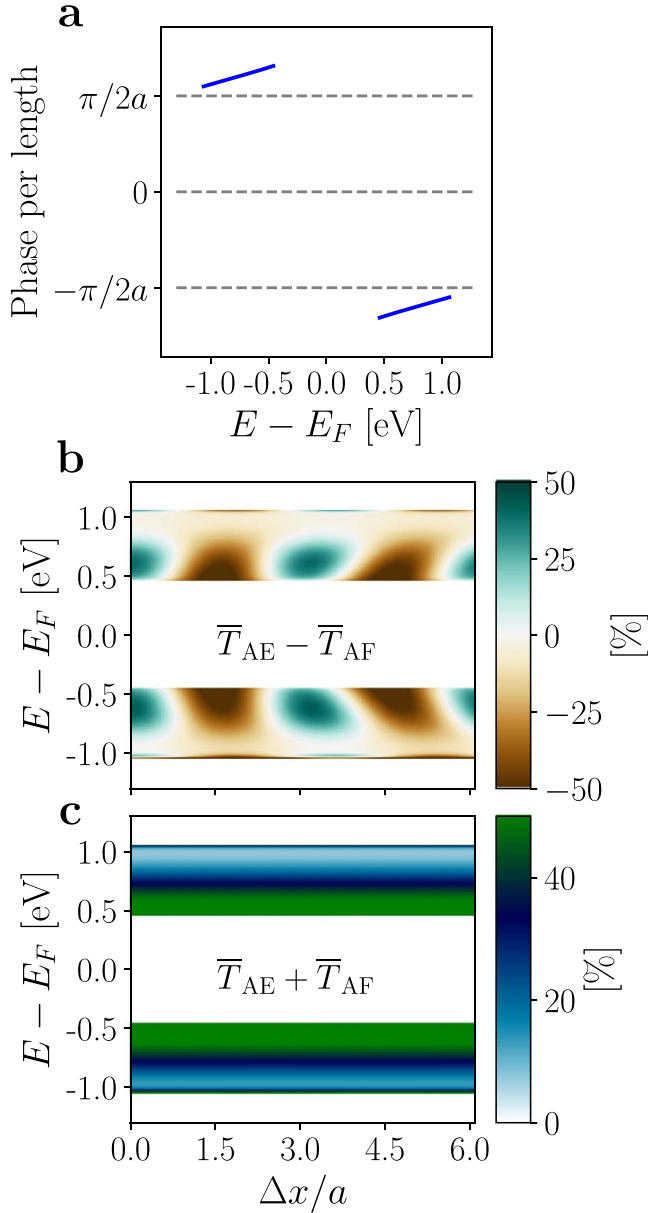 a
Phase per length
π/2a
0
−π/2a
-1.0 -0.5 0.0 0.5 1.0
E − E_F [eV]
b
E − E_F [eV]
1.0
0.5
0.0
-0.5
-1.0
T̅_AE − T̅_AF
50
25
0
−25
−50
[%]
c
E − E_F [eV]
1.0
0.5
0.0
-0.5
-1.0
T̅_AE + T̅_AF
40
20
0
[%]
0.0 1.5 3.0 4.5 6.0
Δx/a